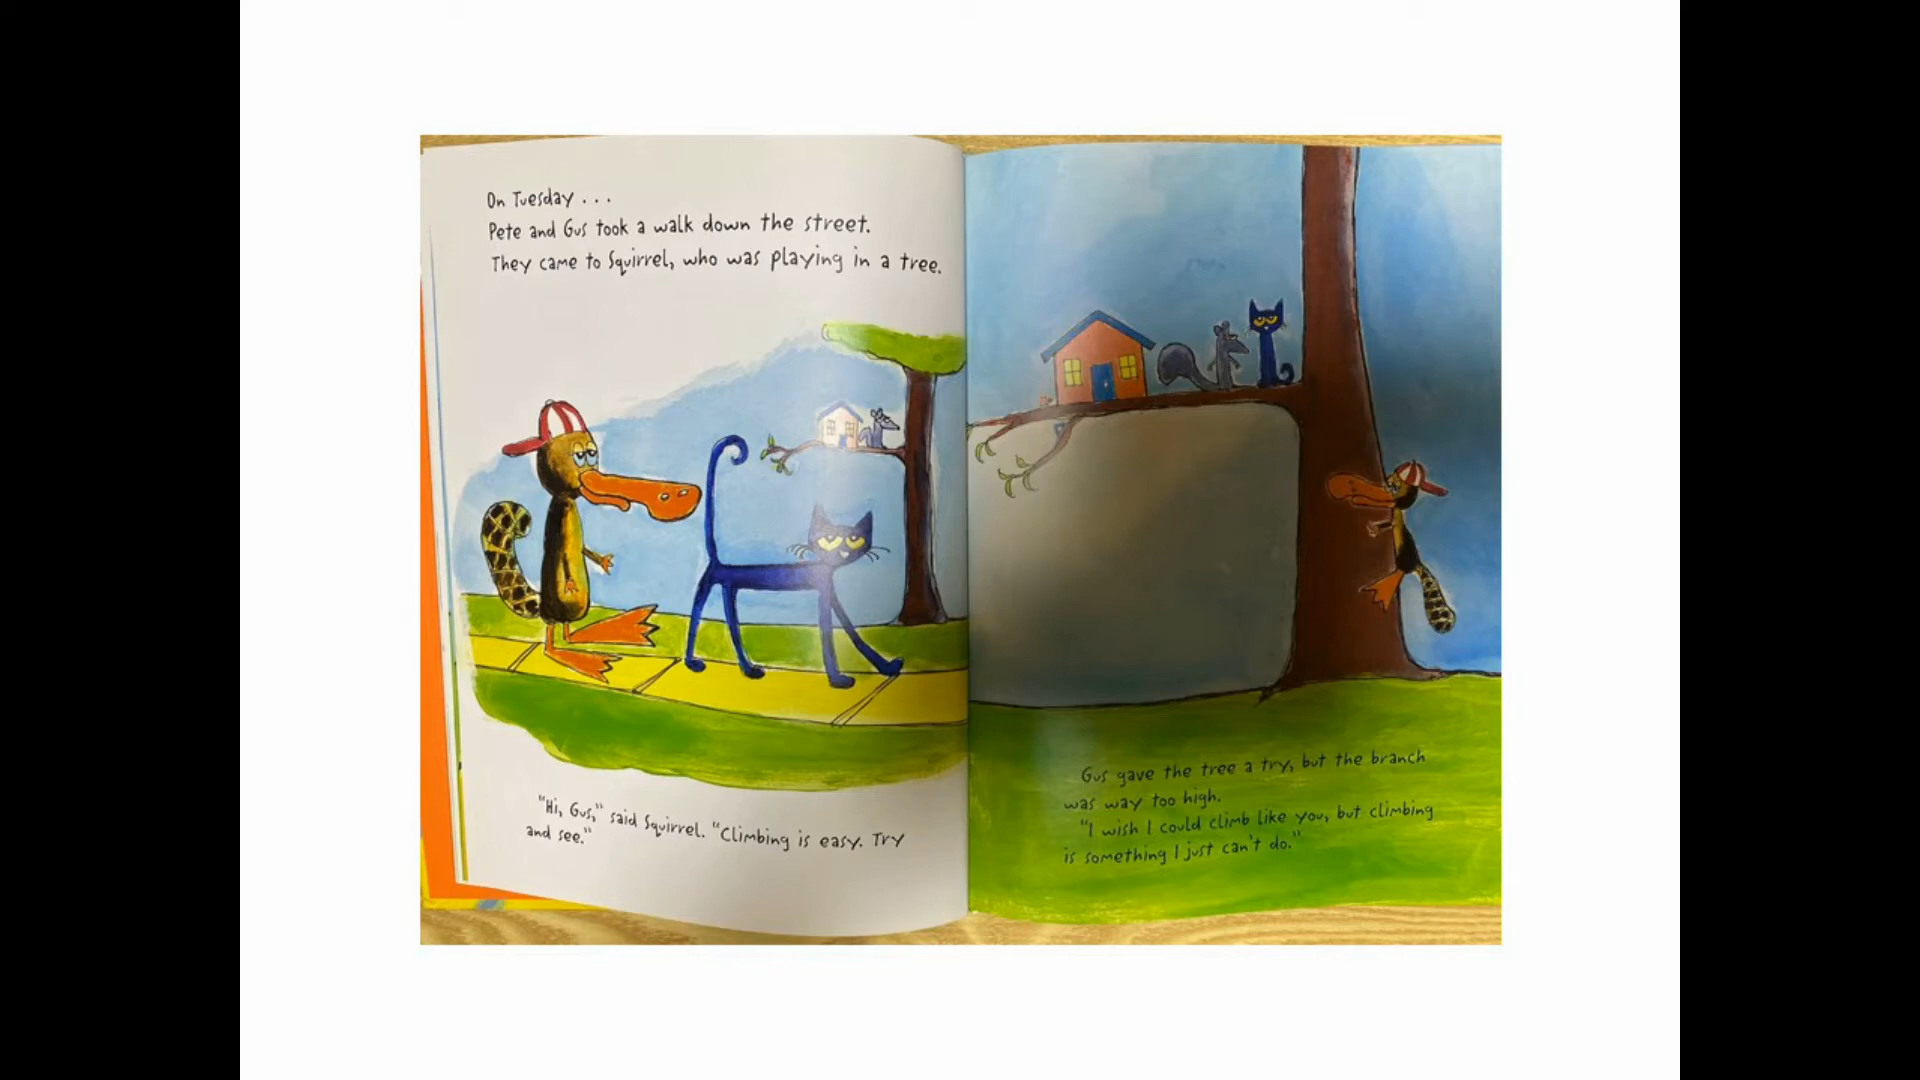 On Tuesday . . .
Pete and Gus took a walk down the street.
They came to Squirrel, who was playing in a tree.
"Hi, Gus," said Squirrel. "Climbing is easy. Try
and see."
Gus gave the tree a try, but the branch
was way too high.
"I wish I could climb like you, but climbing
is something I just can't do."